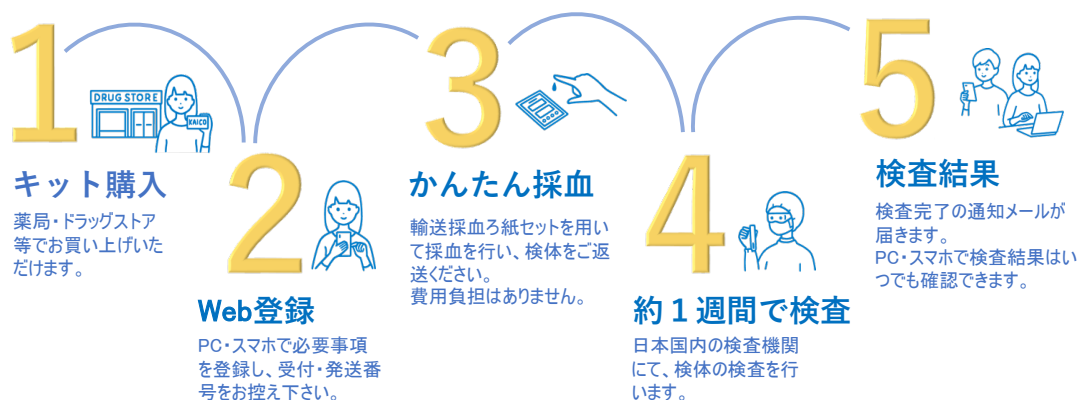 1
DRUG STORE
KAICO
キット購入
薬局・ドラッグストア
等でお買い上げいた
だけます。
2
Web登録
PC・スマホで必要事項
を登録し、受付・発送番
号をお控え下さい。
3
かんたん採血
輸送採血ろ紙セットを用い
て採血を行い、検体をご返
送ください。
費用負担はありません。
4
約１週間で検査
日本国内の検査機関
にて、検体の検査を行
います。
5
検査結果
検査完了の通知メールが
届きます。
PC・スマホで検査結果はい
つでも確認できます。